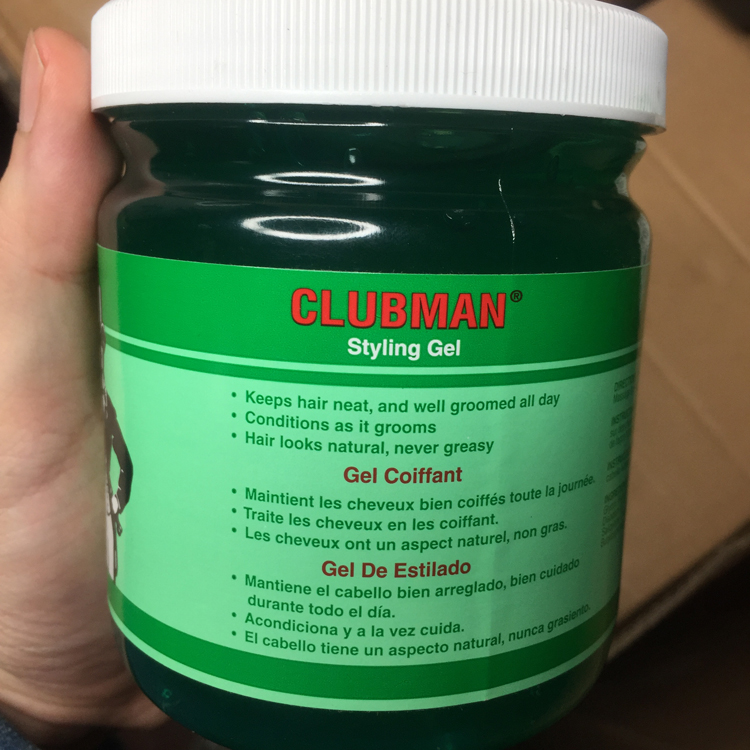 CLUBMAN®
Styling Gel
• Keeps hair neat, and well groomed all day
• Conditions as it grooms
• Hair looks natural, never greasy
Gel Coiffant
• Maintient les cheveux bien coiffés toute la journée.
• Traite les cheveux en les coiffant.
• Les cheveux ont un aspect naturel, non gras.
Gel De Estilado
• Mantiene el cabello bien arreglado, bien cuidado
durante todo el día.
• Acondiciona y a la vez cuida.
• El cabello tiene un aspecto natural, nunca grasiento.